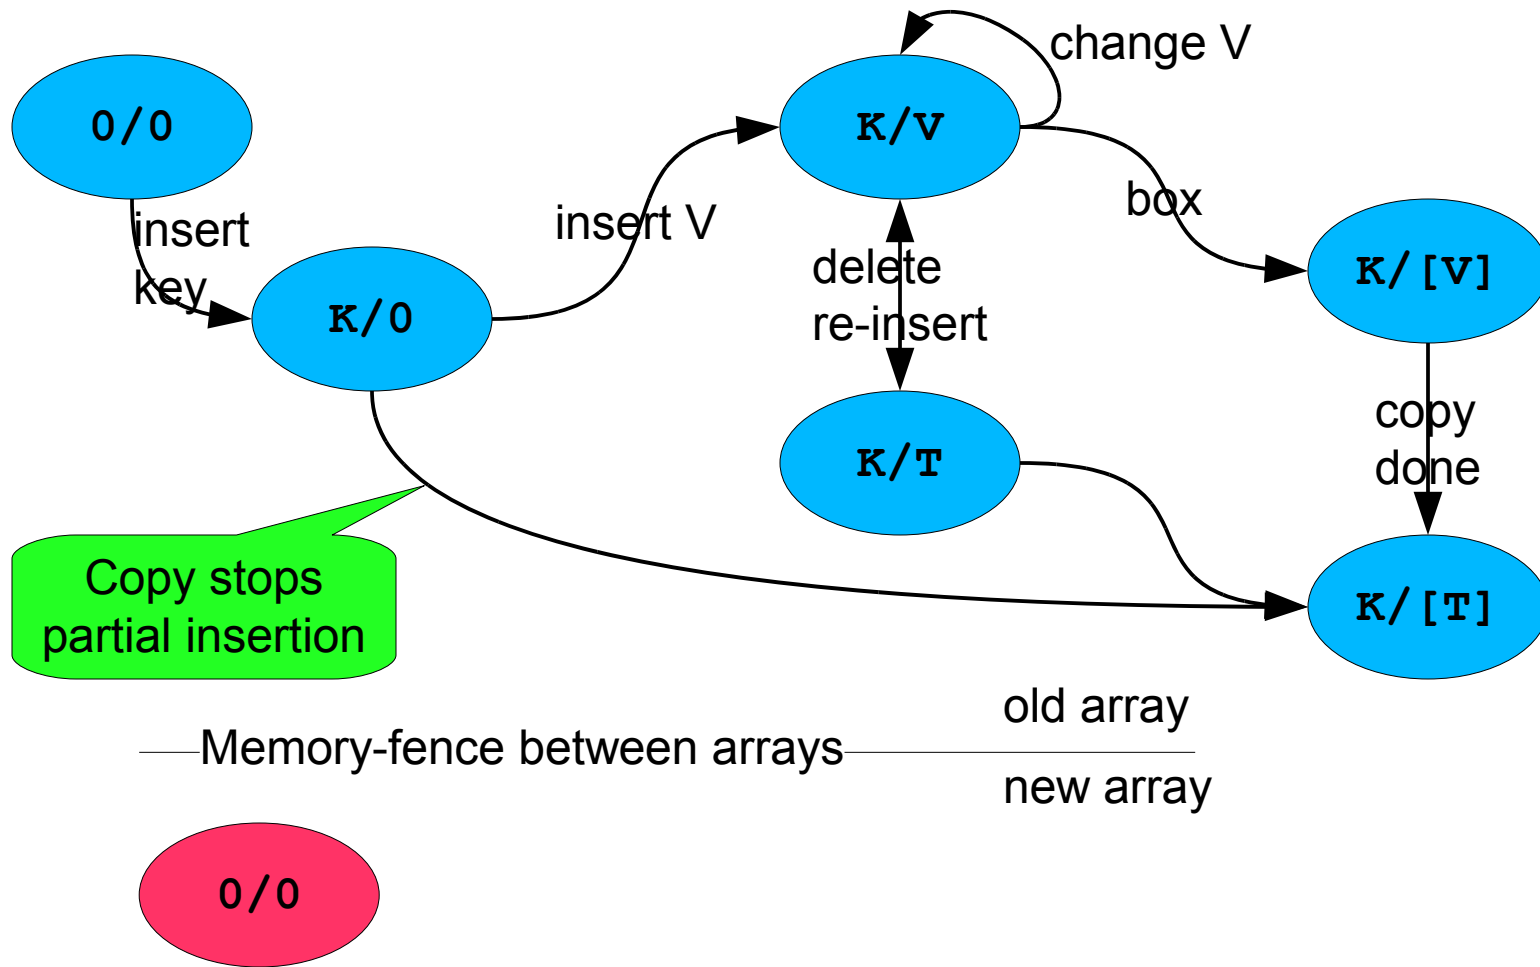 change V
0/0
K/V
insert
key
insert V
box
delete
re-insert
K/[V]
K/0
copy
done
K/T
Copy stops
partial insertion
K/[T]
old array
Memory-fence between arrays
new array
0/0